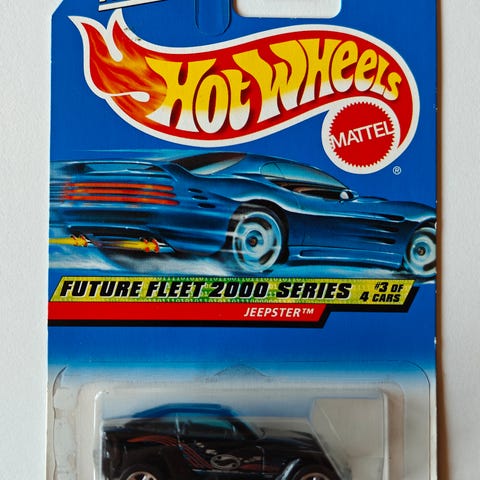 HOT WHEELS
MATTEL
®
FUTURE FLEET 2000 SERIES
#3 OF
4 CARS
JEEPSTER™